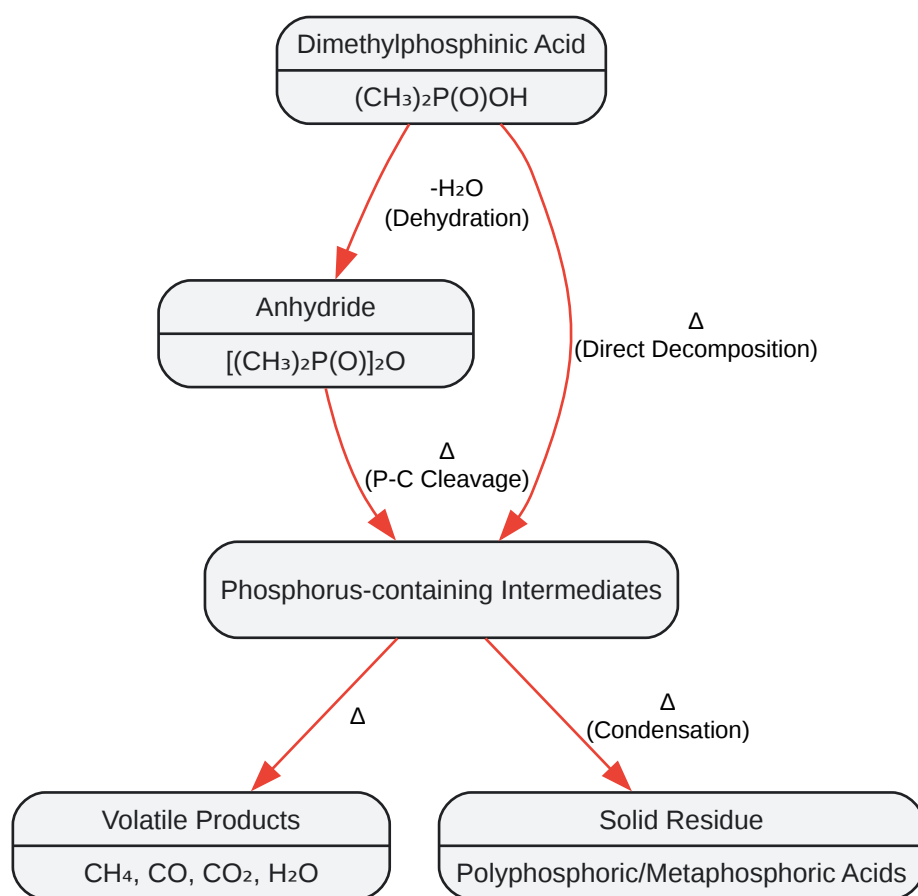 Dimethylphosphinic Acid
(CH₃)₂P(O)OH
-H₂O
(Dehydration)
Anhydride
[(CH₃)₂P(O)]₂O
Δ
(Direct Decomposition)
Δ
(P-C Cleavage)
Phosphorus-containing Intermediates
Δ
Δ
(Condensation)
Volatile Products
CH₄, CO, CO₂, H₂O
Solid Residue
Polyphosphoric/Metaphosphoric Acids